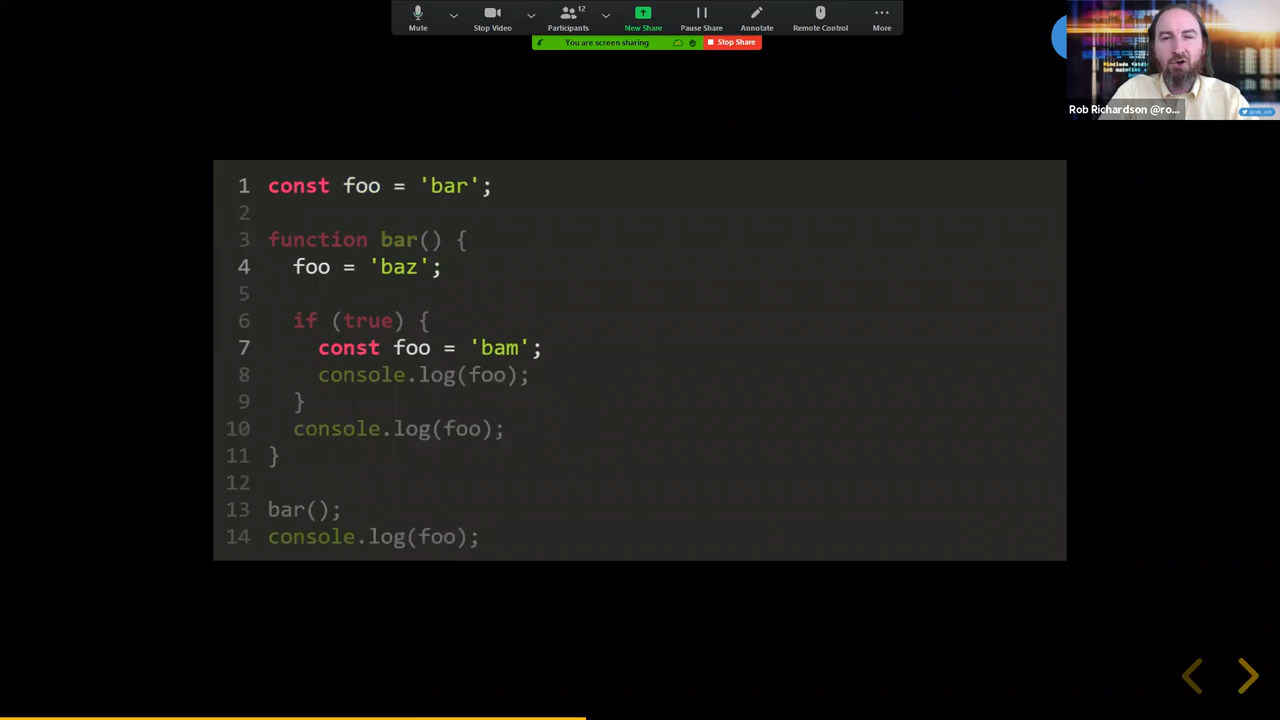 Mute
Stop Video
Participants
12
New Share
Pause Share
Annotate
Remote Control
More
You are screen sharing
Stop Share
Rob Richardson @ro...
1 const foo = 'bar';
2
3 function bar() {
4 foo = 'baz';
5
6 if (true) {
7 const foo = 'bam';
8 console.log(foo);
9 }
10 console.log(foo);
11 }
12
13 bar();
14 console.log(foo);